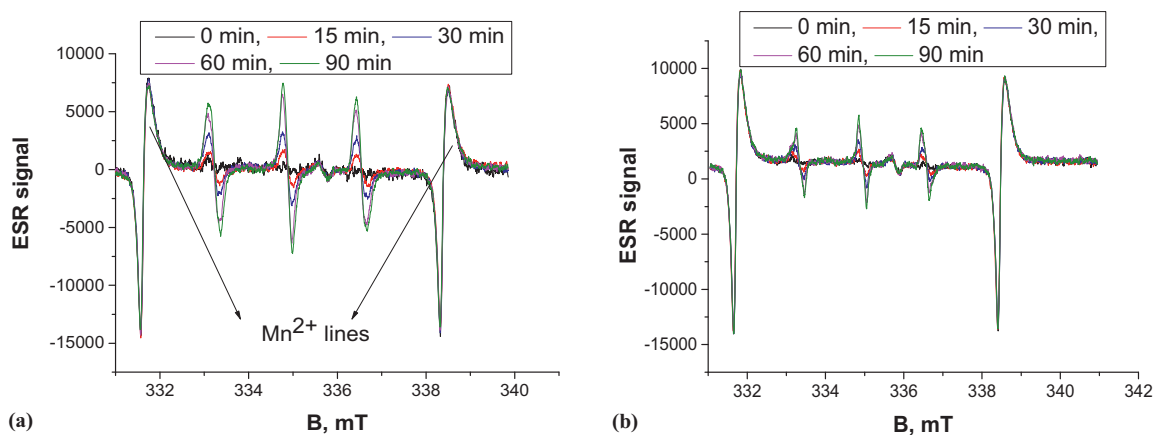 0 min, 15 min, 30 min
60 min, 90 min
10000
5000
0
-5000
-10000
-15000
ESR signal
Mn²⁺ lines
332 334 336 338 340
(a) B, mT
0 min, 15 min, 30 min,
60 min, 90 min
15000
10000
5000
0
-5000
-10000
-15000
ESR signal
332 334 336 338 340 342
(b) B, mT